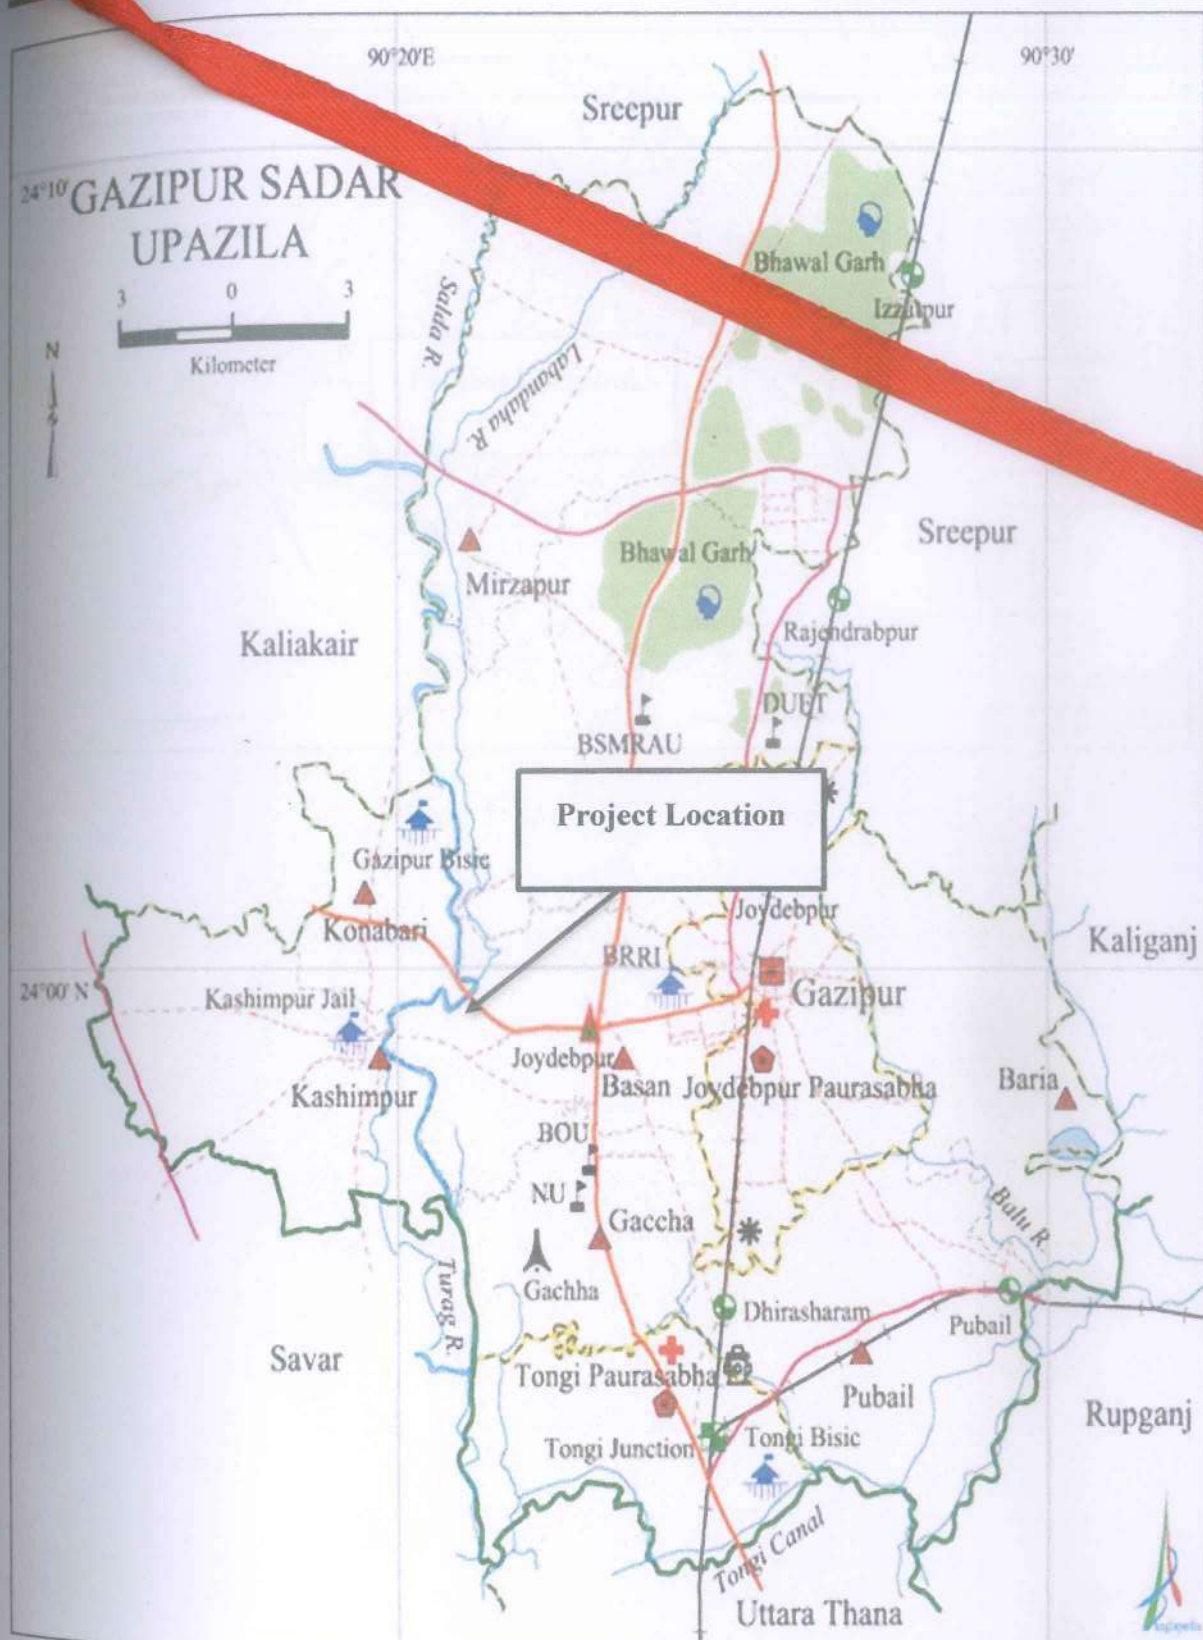 90°20'E
90°30'
Sreepur
24°10'
GAZIPUR SADAR
UPAZILA
3 0 3
Kilometer
N
Bhawal Garh
Izzatpur
Salda R.
Labandaha R.
Sreepur
Bhawal Garh
Mirzapur
Rajendrabpur
Kaliakair
DUET
BSMRAU
Project Location
Gazipur Bisic
Joydebpur
Konabari
Kaliganj
BRRI
24°00' N
Kashimpur Jail
Gazipur
Joydebpur
Basan
Joydebpur Paurasabha
Baria
Kashimpur
BOU
NU
Balu R.
Gaccha
Gachha
Turag R.
Dhirasharam
Pubail
Savar
Tongi Paurasabha
Pubail
Rupganj
Tongi Junction
Tongi Bisic
Tongi Canal
Uttara Thana